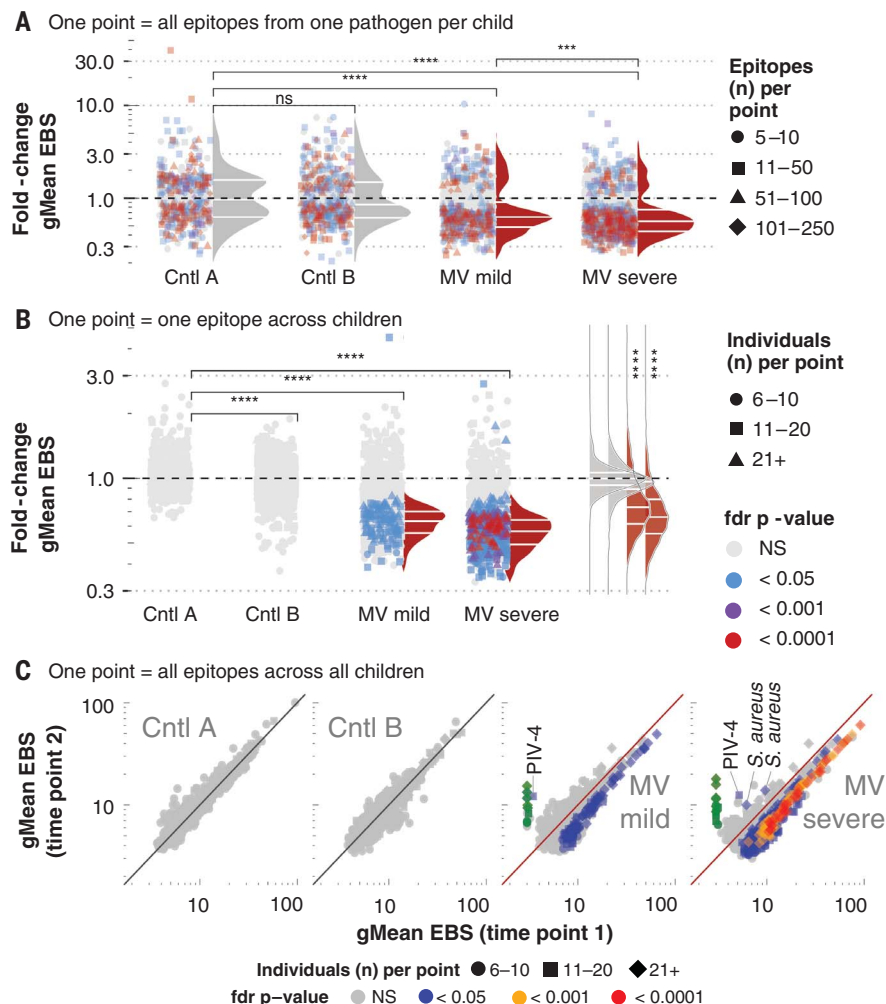 A One point = all epitopes from one pathogen per child
Fold-change
gMean EBS
30.0
10.0
3.0
1.0
0.3
****
***
****
ns
Cntl A
Cntl B
MV mild
MV severe
Epitopes
(n) per
point
5–10
11–50
51–100
101–250
B One point = one epitope across children
Fold-change
gMean EBS
3.0
1.0
0.3
****
****
****
****
****
Cntl A
Cntl B
MV mild
MV severe
Individuals
(n) per point
6–10
11–20
21+
fdr p-value
NS
< 0.05
< 0.001
< 0.0001
C One point = all epitopes across all children
gMean EBS
(time point 2)
100
10
Cntl A
Cntl B
PIV-4
MV
mild
PIV-4
S. aureus
S. aureus
MV
severe
10 100 10 100 10 100 10 100
gMean EBS (time point 1)
Individuals (n) per point 6–10 11–20 21+
fdr p–value NS < 0.05 < 0.001 < 0.0001